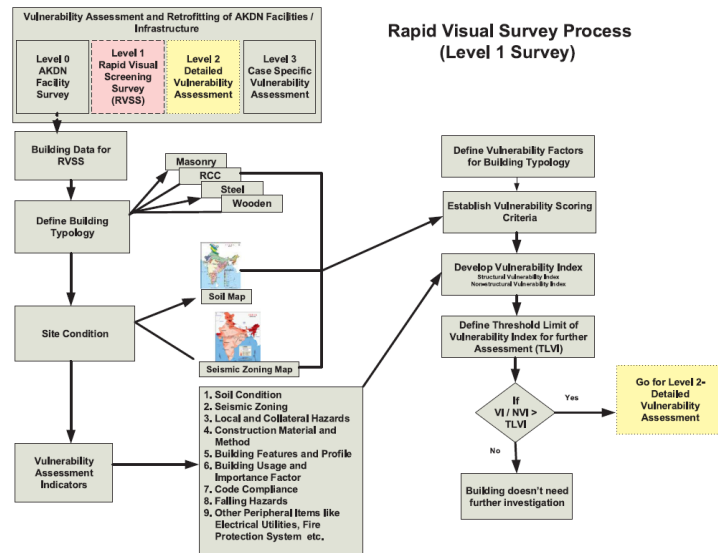 Vulnerability Assessment and Retrofitting of AKDN Facilities /
Infrastructure
Level 0
AKDN
Facility
Survey
Level 1
Rapid Visual
Screening
Survey
(RVSS)
Level 2
Detailed
Vulnerability
Assessment
Level 3
Case Specific
Vulnerability
Assessment
Rapid Visual Survey Process
(Level 1 Survey)
Building Data for
RVSS
Masonry
RCC
Steel
Wooden
Define Building
Typology
Soil Map
Site Condition
Seismic Zoning Map
Vulnerability
Assessment
Indicators
1. Soil Condition
2. Seismic Zoning
3. Local and Collateral Hazards
4. Construction Material and
Method
5. Building Features and Profile
6. Building Usage and
Importance Factor
7. Code Compliance
8. Falling Hazards
9. Other Peripheral Items like
Electrical Utilities, Fire
Protection System etc.
Define Vulnerability Factors
for Building Typology
Establish Vulnerability Scoring
Criteria
Develop Vulnerability Index
Structural Vulnerability Index
Nonestructural Vulnerability Index
Define Threshold Limit of
Vulnerability Index for further
Assessment (TLVI)
If
VI / NVI >
TLVI
Yes
Go for Level 2-
Detailed
Vulnerability
Assessment
No
Building doesn't need
further investigation